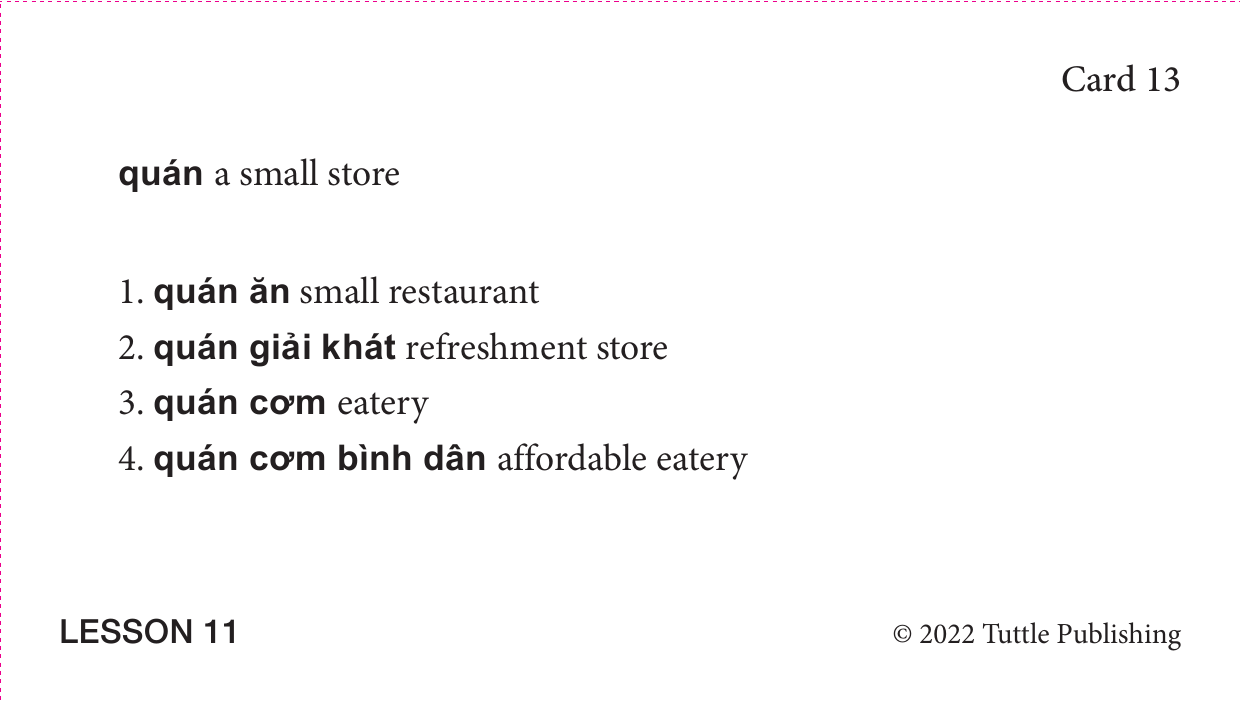 Card 13
quán a small store
1. quán ăn small restaurant
2. quán giải khát refreshment store
3. quán cơm eatery
4. quán cơm bình dân affordable eatery
LESSON 11
© 2022 Tuttle Publishing